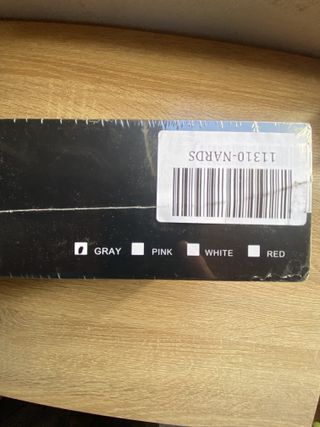 11310-NARDS
GRAY PINK WHITE RED